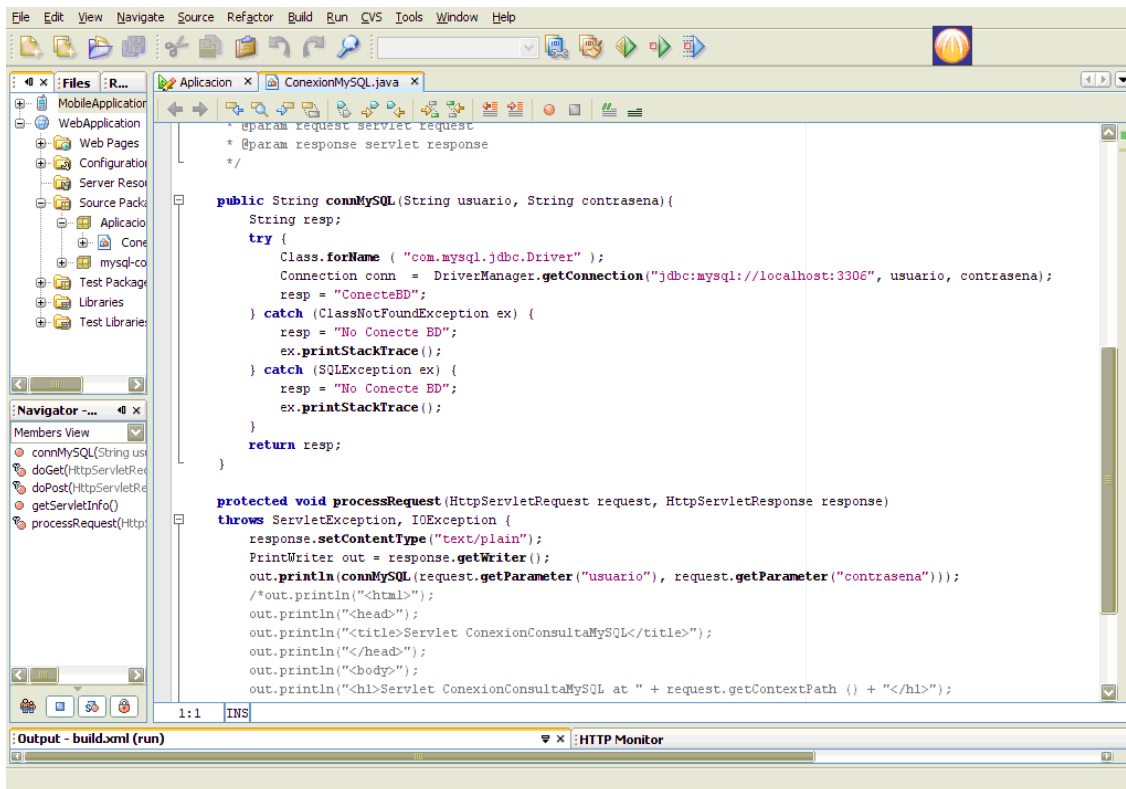 File Edit View Navigate Source Refactor Build Run CVS Tools Window Help
Files R...
Aplicacion ConexionMySQL.java
MobileApplication
WebApplication
Web Pages
Configuratio
Server Resou
Source Packa
Aplicacio
Cone
mysql-co
Test Package
Libraries
Test Libraries
Navigator -...
Members View
connMySQL(String usu
doGet(HttpServletReq
doPost(HttpServletRe
getServletInfo()
processRequest(Http
* @param request servlet request
* @param response servlet response
*/
public String connMySQL(String usuario, String contrasena){
String resp;
try {
Class.forName ( "com.mysql.jdbc.Driver" );
Connection conn = DriverManager.getConnection("jdbc:mysql://localhost:3306", usuario, contrasena);
resp = "ConecteBD";
} catch (ClassNotFoundException ex) {
resp = "No Conecte BD";
ex.printStackTrace();
} catch (SQLException ex) {
resp = "No Conecte BD";
ex.printStackTrace();
}
return resp;
}
protected void processRequest(HttpServletRequest request, HttpServletResponse response)
throws ServletException, IOException {
response.setContentType("text/plain");
PrintWriter out = response.getWriter();
out.println(connMySQL(request.getParameter("usuario"), request.getParameter("contrasena")));
/*out.println("<html>");
out.println("<head>");
out.println("<title>Servlet ConexionConsultaMySQL</title>");
out.println("</head>");
out.println("<body>");
out.println("<h1>Servlet ConexionConsultaMySQL at " + request.getContextPath () + "</h1>");
1:1 INS
Output - build.xml (run) HTTP Monitor